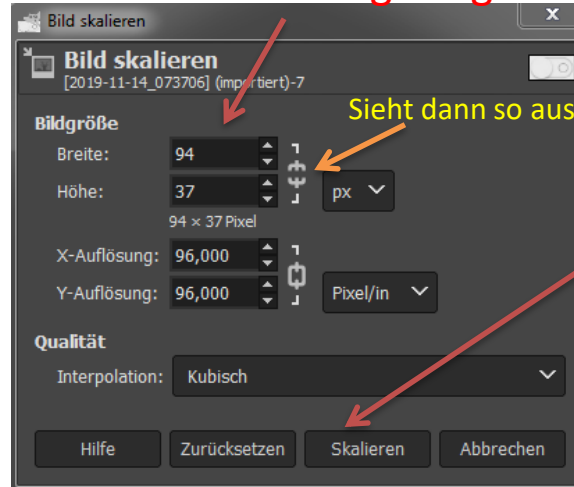 Bild skalieren
Bild skalieren
[2019-11-14_073706] (importiert)-7
Sieht dann so aus
Bildgröße
Breite: 94
Höhe: 37 px
94 × 37 Pixel
X-Auflösung: 96,000
Y-Auflösung: 96,000 Pixel/in
Qualität
Interpolation: Kubisch
Hilfe Zurücksetzen Skalieren Abbrechen